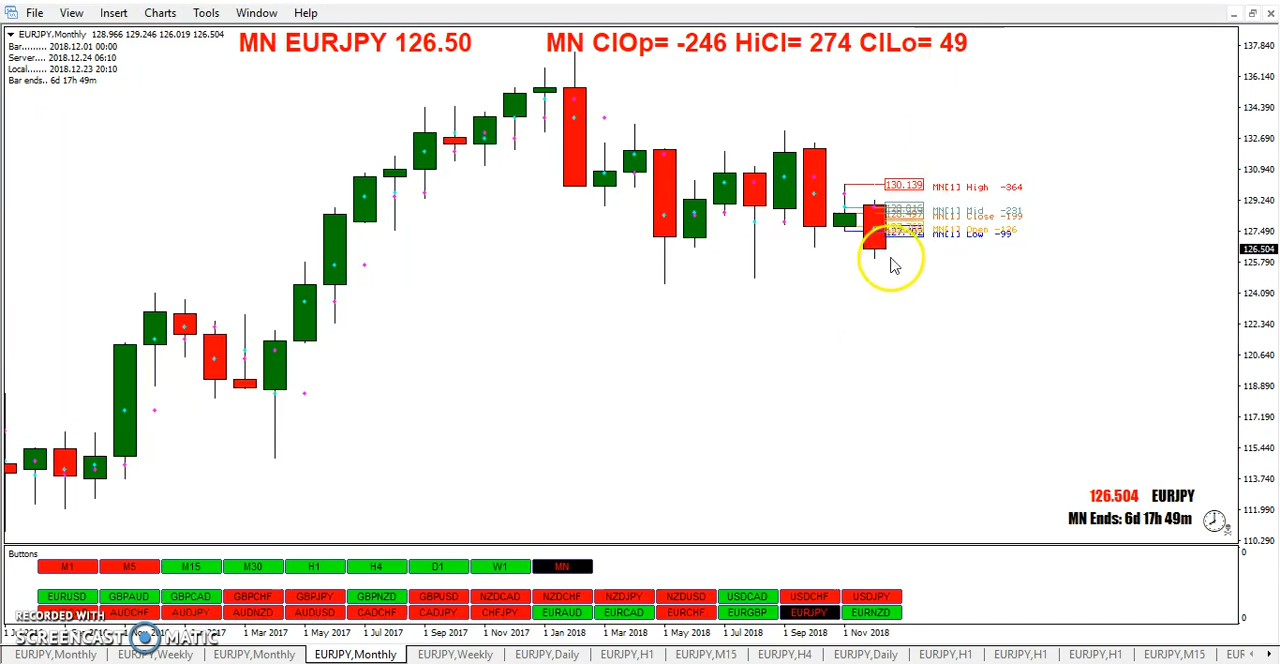 File View Insert Charts Tools Window Help
EURJPY,Monthly 128.966 129.246 126.019 126.504
Bar......... 2018.12.01 00:00
Server.... 2018.12.24 06:10
Local...... 2018.12.23 20:10
Bar ends.. 6d 17h 49m
MN EURJPY 126.50
MN ClOp= -246 HiCl= 274 ClLo= 49
137.840
136.140
134.390
132.690
130.940
129.240
127.490
126.504
125.790
124.090
122.340
120.640
118.890
117.190
115.440
113.740
111.990
110.290
130.139 MN[1] High -364
MN[1] Mid -231
MN[1] Close -199
MN[1] Open -126
MN[1] Low -99
126.504 EURJPY
MN Ends: 6d 17h 49m
Buttons
M1 M5 M15 M30 H1 H4 D1 W1 MN
EURUSD GBPAUD GBPCAD GBPCHF GBPJPY GBPNZD GBPUSD NZDCAD NZDCHF NZDJPY NZDUSD USDCAD USDCHF USDJPY
AUDCHF AUDJPY AUDNZD AUDUSD CADCHF CADJPY CHFJPY EURAUD EURCAD EURCHF EURGBP EURJPY EURNZD
0
0
RECORDED WITH
SCREENCAST MATIC
2017 1 Mar 2017 1 May 2017 1 Jul 2017 1 Sep 2017 1 Nov 2017 1 Jan 2018 1 Mar 2018 1 May 2018 1 Jul 2018 1 Sep 2018 1 Nov 2018
EURJPY,Monthly EURJPY,Weekly EURJPY,Monthly EURJPY,Monthly EURJPY,Weekly EURJPY,Daily EURJPY,H1 EURJPY,M15 EURJPY,H4 EURJPY,Daily EURJPY,H1 EURJPY,H1 EURJPY,H1 EURJPY,M15